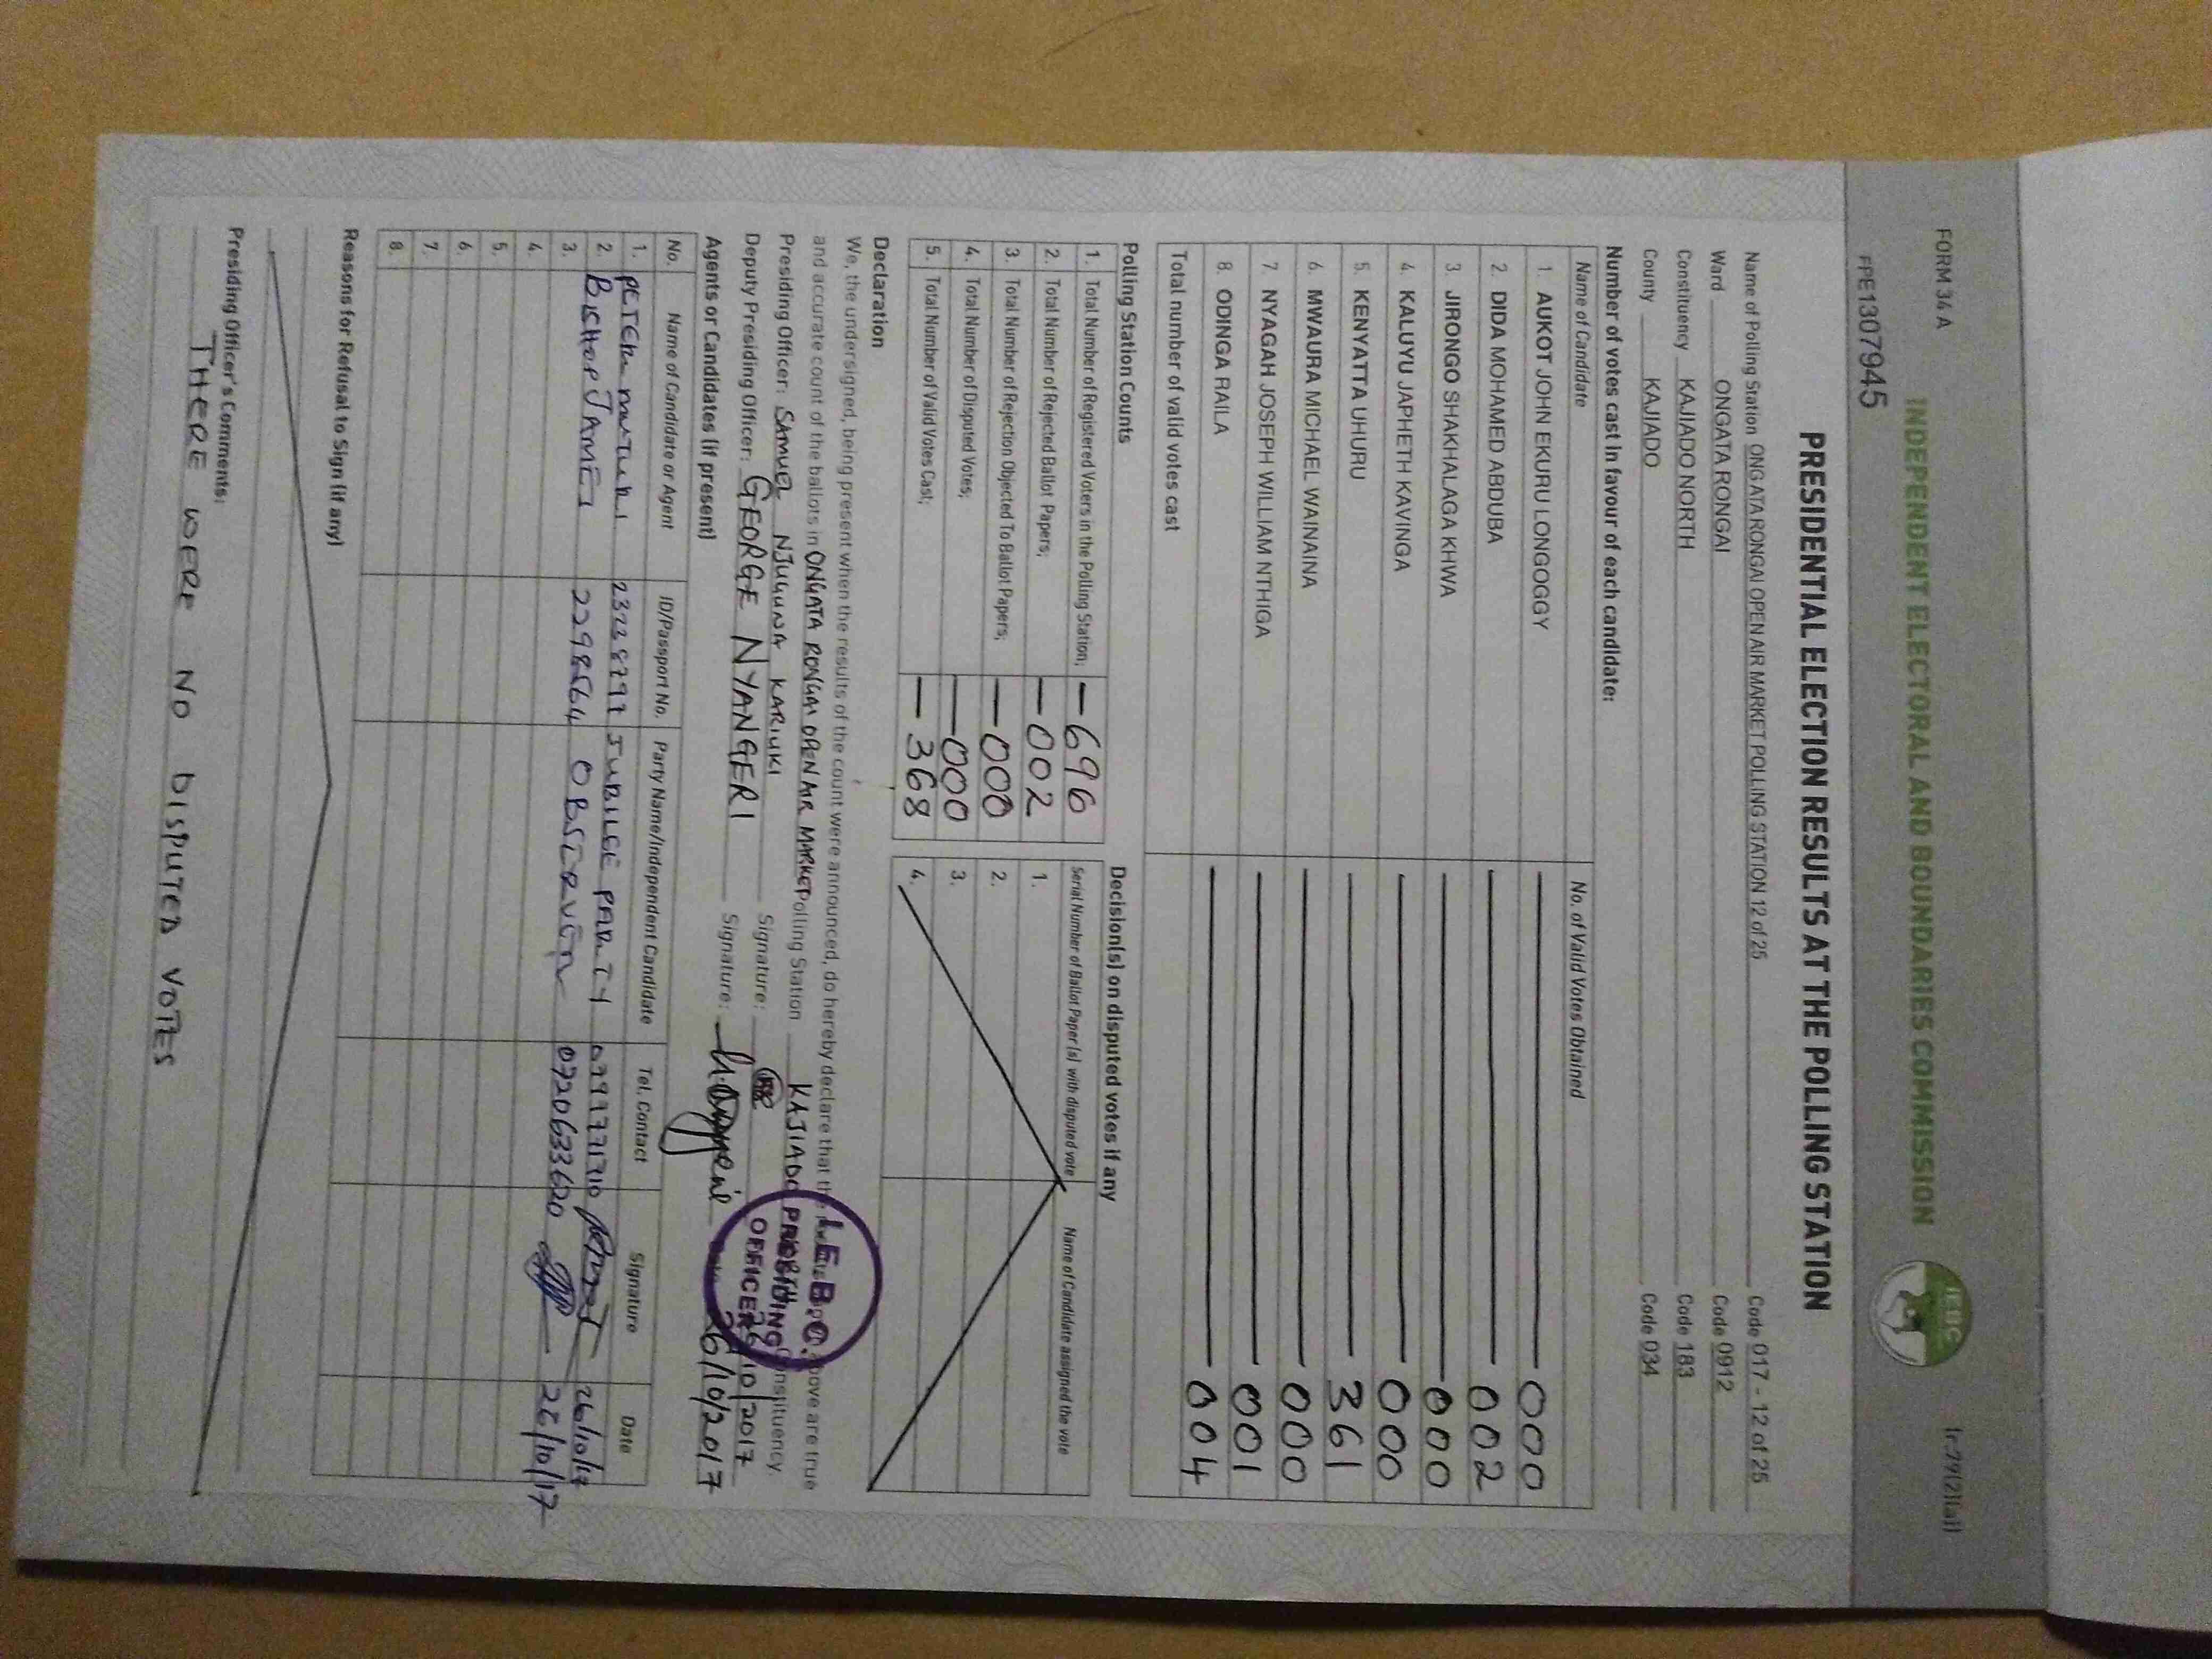 FORM 34 A
INDEPENDENT ELECTORAL AND BOUNDARIES COMMISSION
IEBC
(r.79(2)(a))
FPE1307945
PRESIDENTIAL ELECTION RESULTS AT THE POLLING STATION
Name of Polling Station ONGATA RONGAI OPEN AIR MARKET POLLING STATION 12 of 25 Code 017 - 12 of 25
Ward ONGATA RONGAI Code 0912
Constituency KAJIADO NORTH Code 183
County KAJIADO Code 034
Number of votes cast in favour of each candidate:
Name of Candidate No. of Valid Votes Obtained
1. AUKOT JOHN EKURU LONGOGGY 000
2. DIDA MOHAMED ABDUBA 002
3. JIRONGO SHAKHALAGA KHWA 000
4. KALUYU JAPHETH KAVINGA 000
5. KENYATTA UHURU 361
6. MWAURA MICHAEL WAINAINA 000
7. NYAGAH JOSEPH WILLIAM NTHIGA 001
8. ODINGA RAILA 004
Total number of valid votes cast
Polling Station Counts
1. Total Number of Registered Voters in the Polling Station; - 696
2. Total Number of Rejected Ballot Papers; - 002
3 Total Number of Rejection Objected To Ballot Papers; - 000
4. Total Number of Disputed Votes; - 000
5. Total Number of Valid Votes Cast; - 368
Decision(s) on disputed votes if any
Serial Number of Ballot Paper(s) with disputed vote Name of Candidate assigned the vote
1.
2.
3.
4.
Declaration
We, the undersigned, being present when the results of the count were announced, do hereby declare that the above are true
and accurate count of the ballots in ONGATA RONGAI OPEN AIR MARKET Polling Station KAJIADO Constituency.
Presiding Officer: SAMUEL NJUGUNA KARIUKI Signature: 26/10/2017
Deputy Presiding Officer: GEORGE NYANGERI Signature: 26/10/2017
I.E.B.C.
PRESIDING
OFFICER
Agents or Candidates (if present)
No. Name of Candidate or Agent ID/Passport No. Party Name/Independent Candidate Tel. Contact Signature Date
1. PETER JUBILEE PARTY 26/10/17
2. BISHOP JAMES 2298564 OBSERVER 0720633620 26/10/17
3.
4.
5.
6.
7.
8.
Reasons for Refusal to Sign (if any)
Presiding Officer's Comments:
THERE WERE NO DISPUTED VOTES